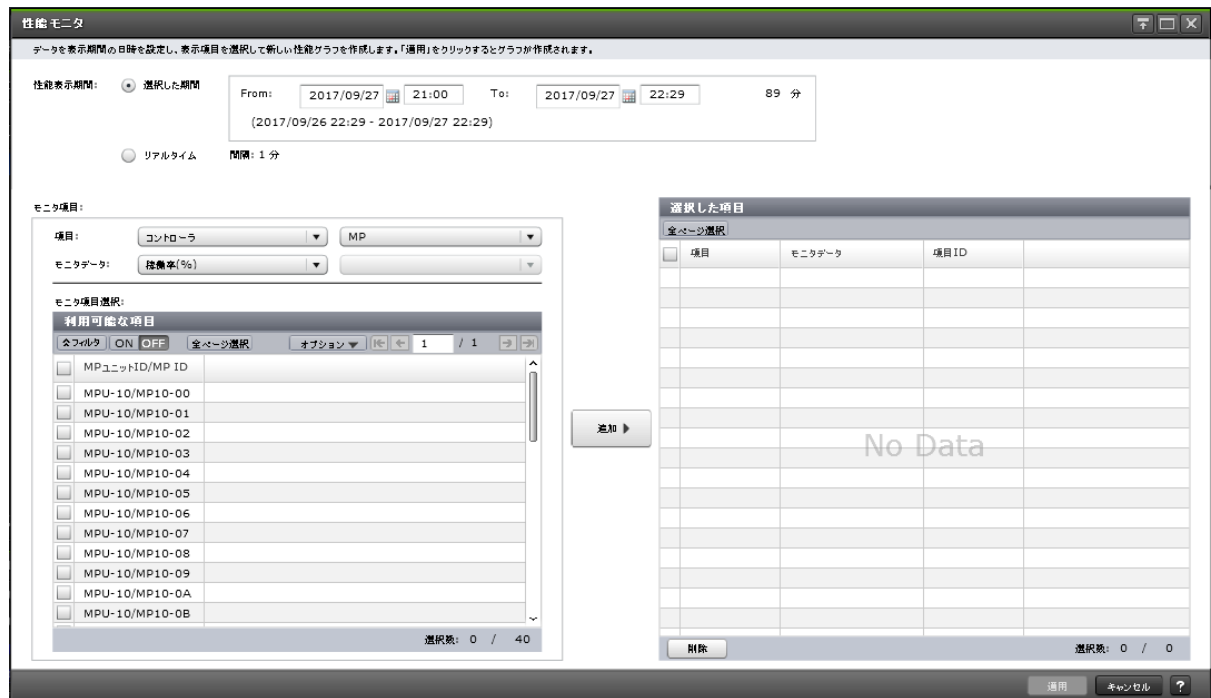 性能モニタ
データを表示期間の日時を設定し、表示項目を選択して新しい性能グラフを作成します。「適用」をクリックするとグラフが作成されます。
性能表示期間: 選択した期間
From: 2017/09/27 21:00 To: 2017/09/27 22:29 89 分
(2017/09/26 22:29 - 2017/09/27 22:29)
リアルタイム 間隔: 1 分
モニタ項目:
項目: コントローラ MP
モニタデータ: 稼働率(%)
モニタ項目選択:
利用可能な項目
全フィルタ ON OFF 全ページ選択 オプション 1 / 1
MPユニットID/MP ID
MPU-10/MP10-00
MPU-10/MP10-01
MPU-10/MP10-02
MPU-10/MP10-03
MPU-10/MP10-04
MPU-10/MP10-05
MPU-10/MP10-06
MPU-10/MP10-07
MPU-10/MP10-08
MPU-10/MP10-09
MPU-10/MP10-0A
MPU-10/MP10-0B
選択数: 0 / 40
追加
選択した項目
全ページ選択
項目 モニタデータ 項目ID
No Data
削除 選択数: 0 / 0
適用 キャンセル ?